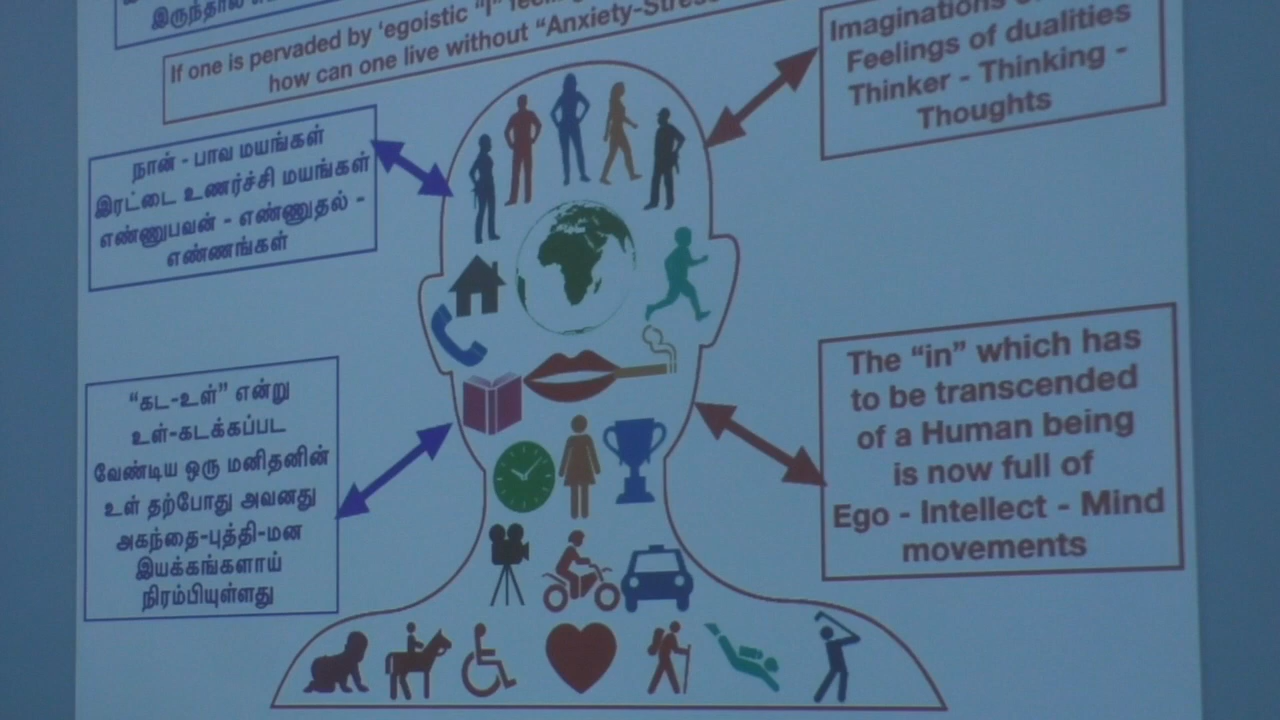 இருந்தால்
If one is pervaded by 'egoistic "I"
how can one live without "Anxiety-Stress
Imaginations
Feelings of dualities
Thinker - Thinking -
Thoughts
நான் - பாவ மயங்கள்
இரட்டை உணர்ச்சி மயங்கள்
எண்ணுபவன் - எண்ணுதல் -
எண்ணங்கள்
"கட-உள்" என்று
உள்-கடக்கப்பட
வேண்டிய ஒரு மனிதனின்
உள் தற்போது அவனது
அகந்தை-புத்தி-மன
இயக்கங்களாய்
நிரம்பியுள்ளது
The "in" which has
to be transcended
of a Human being
is now full of
Ego - Intellect - Mind
movements